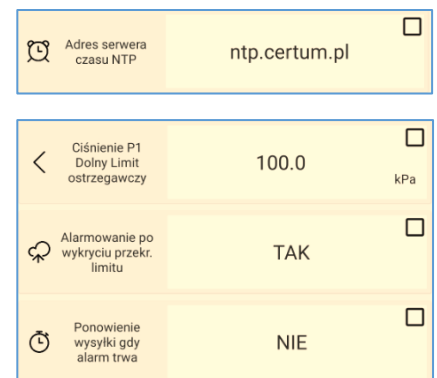 Adres serwera
czasu NTP
ntp.certum.pl
Ciśnienie P1
Dolny Limit
ostrzegawczy
100.0
kPa
Alarmowanie po
wykryciu przekr.
limitu
TAK
Ponowienie
wysyłki gdy
alarm trwa
NIE